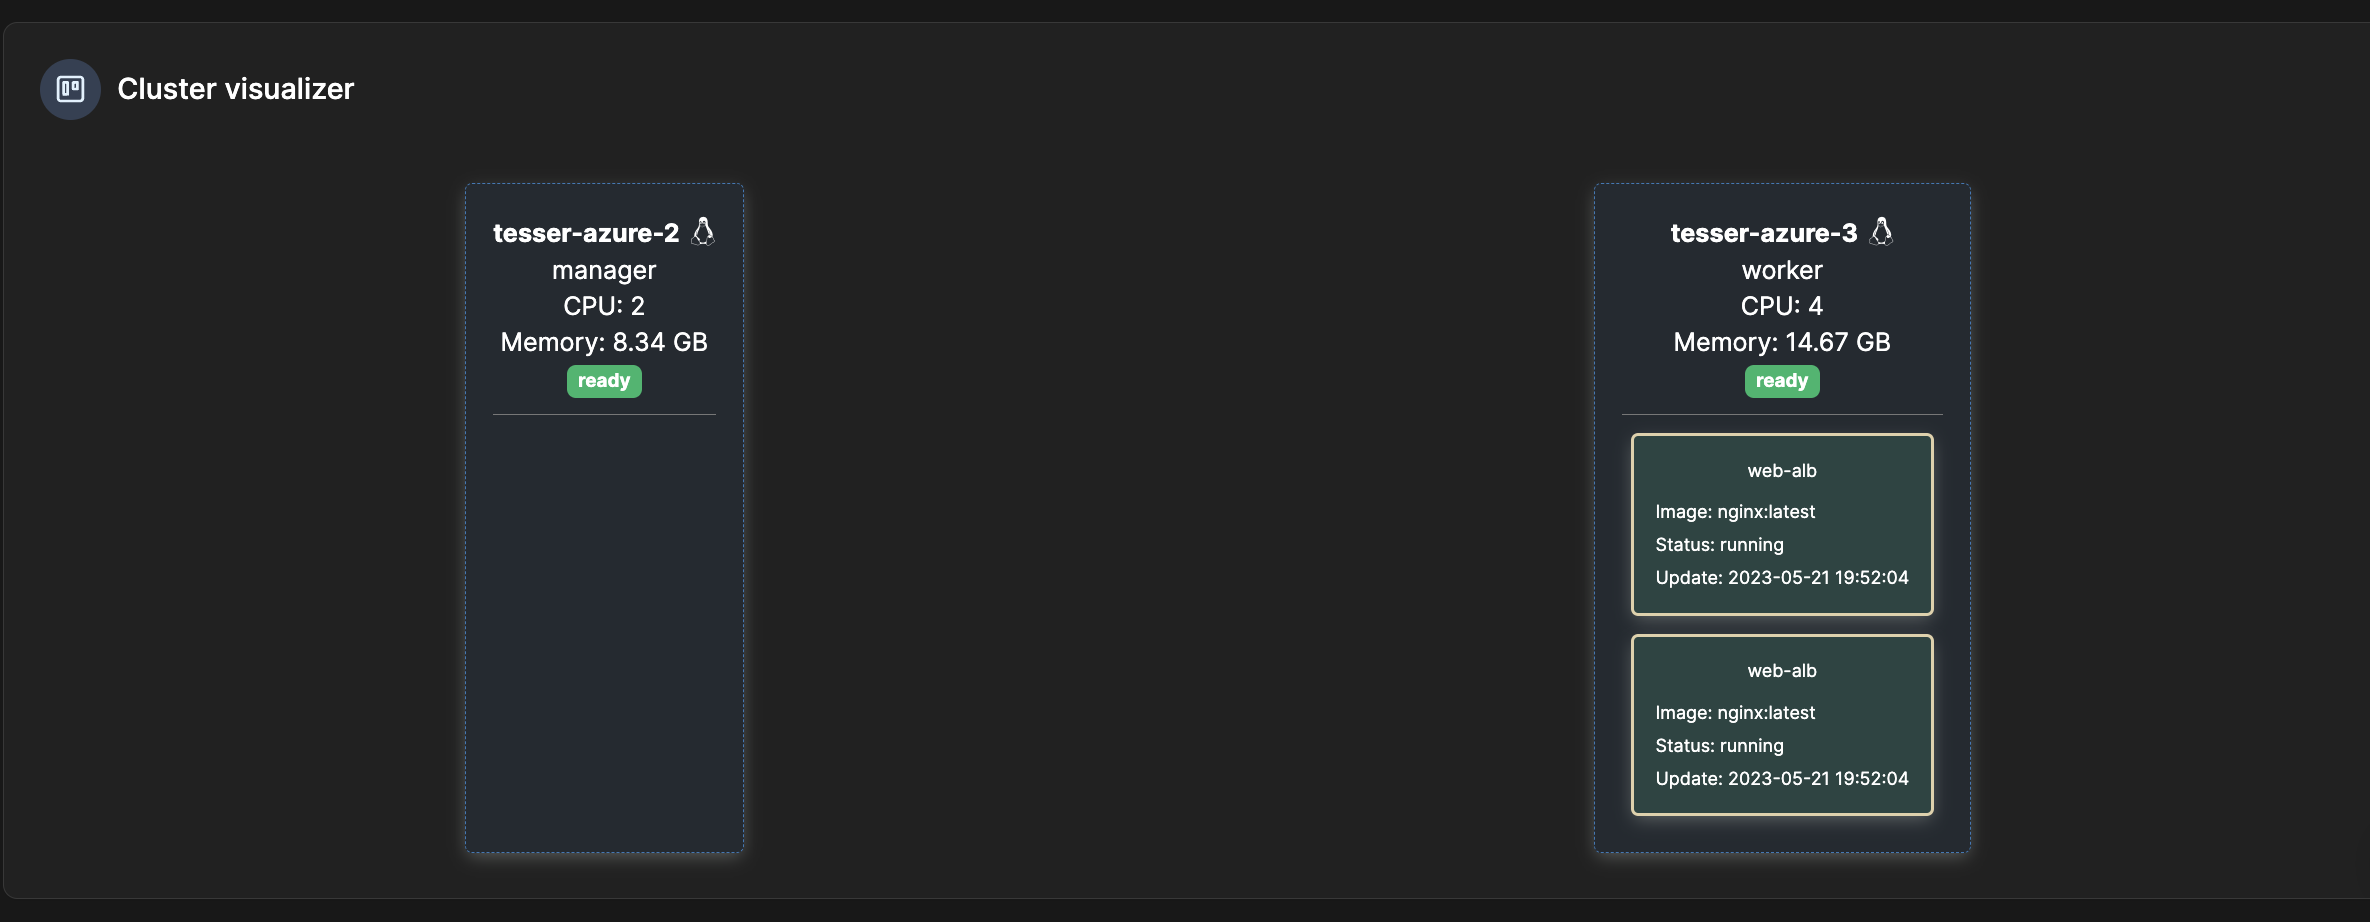 Cluster visualizer
tesser-azure-2
manager
CPU: 2
Memory: 8.34 GB
ready
tesser-azure-3
worker
CPU: 4
Memory: 14.67 GB
ready
web-alb
Image: nginx:latest
Status: running
Update: 2023-05-21 19:52:04
web-alb
Image: nginx:latest
Status: running
Update: 2023-05-21 19:52:04